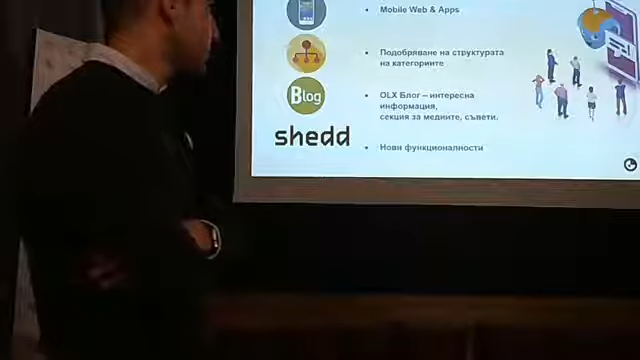 Mobile Web & Apps
Подобряване на структурата
на категориите
Blog
OLX Блог – интересна
информация,
секция за медиите, съвети.
shedd
Нови функционалности